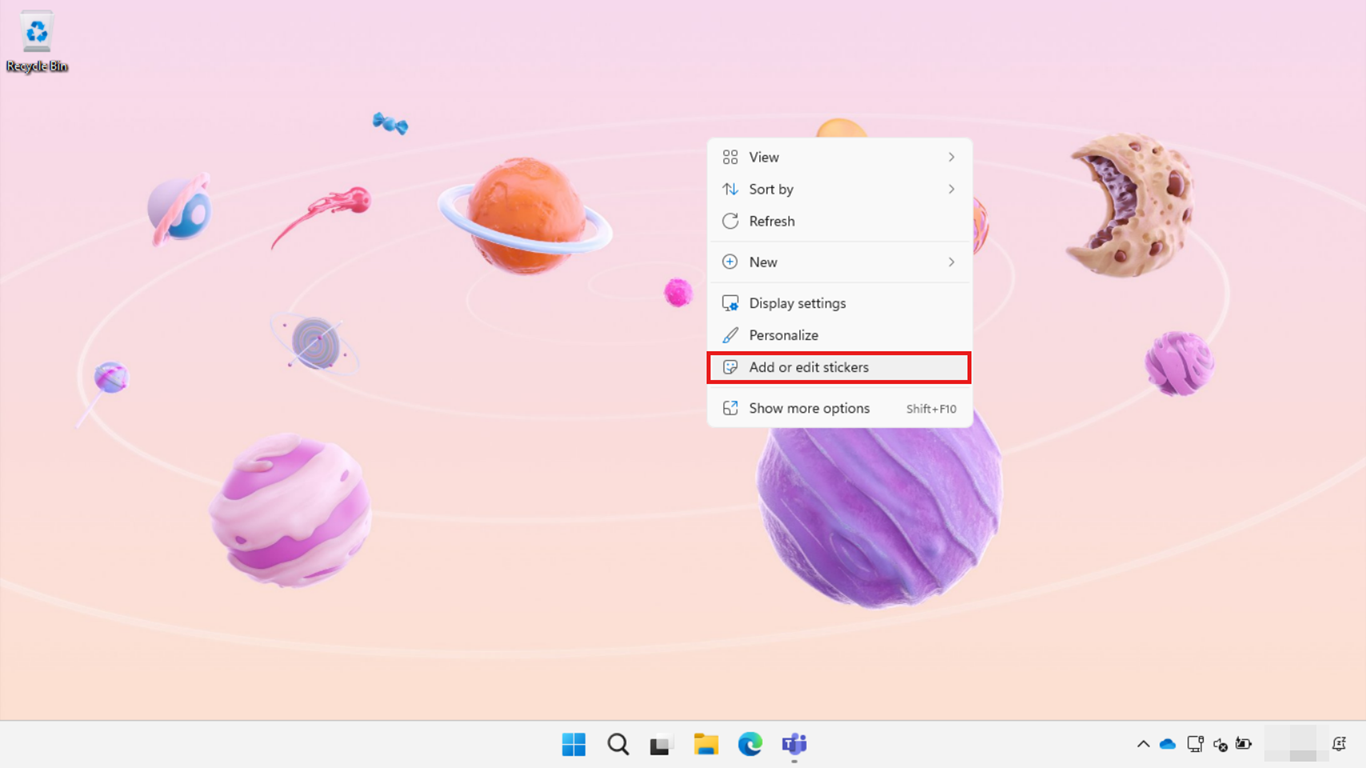 Recycle Bin
View
Sort by
Refresh
New
Display settings
Personalize
Add or edit stickers
Show more options Shift+F10